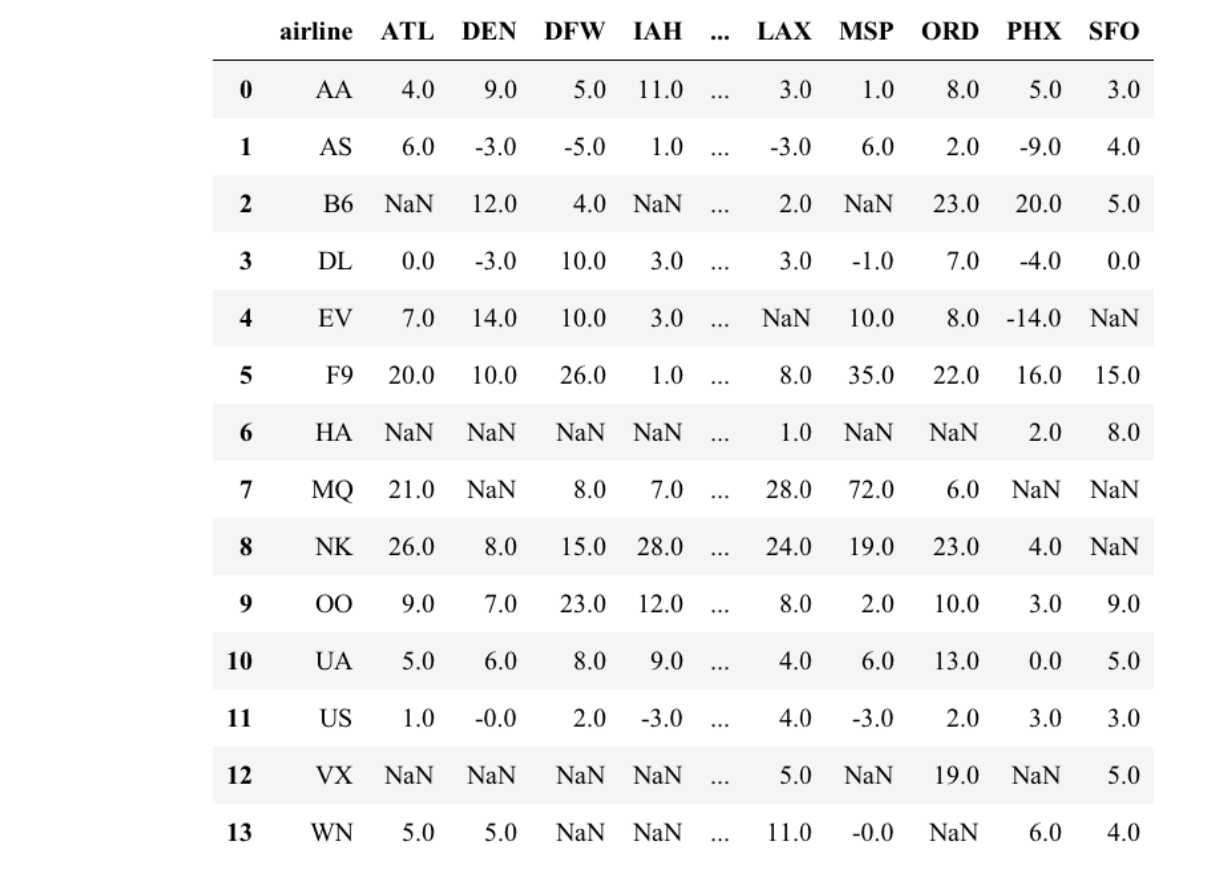 airline ATL DEN DFW IAH ... LAX MSP ORD PHX SFO
0 AA 4.0 9.0 5.0 11.0 ... 3.0 1.0 8.0 5.0 3.0
1 AS 6.0 -3.0 -5.0 1.0 ... -3.0 6.0 2.0 -9.0 4.0
2 B6 NaN 12.0 4.0 NaN ... 2.0 NaN 23.0 20.0 5.0
3 DL 0.0 -3.0 10.0 3.0 ... 3.0 -1.0 7.0 -4.0 0.0
4 EV 7.0 14.0 10.0 3.0 ... NaN 10.0 8.0 -14.0 NaN
5 F9 20.0 10.0 26.0 1.0 ... 8.0 35.0 22.0 16.0 15.0
6 HA NaN NaN NaN NaN ... 1.0 NaN NaN 2.0 8.0
7 MQ 21.0 NaN 8.0 7.0 ... 28.0 72.0 6.0 NaN NaN
8 NK 26.0 8.0 15.0 28.0 ... 24.0 19.0 23.0 4.0 NaN
9 OO 9.0 7.0 23.0 12.0 ... 8.0 2.0 10.0 3.0 9.0
10 UA 5.0 6.0 8.0 9.0 ... 4.0 6.0 13.0 0.0 5.0
11 US 1.0 -0.0 2.0 -3.0 ... 4.0 -3.0 2.0 3.0 3.0
12 VX NaN NaN NaN NaN ... 5.0 NaN 19.0 NaN 5.0
13 WN 5.0 5.0 NaN NaN ... 11.0 -0.0 NaN 6.0 4.0